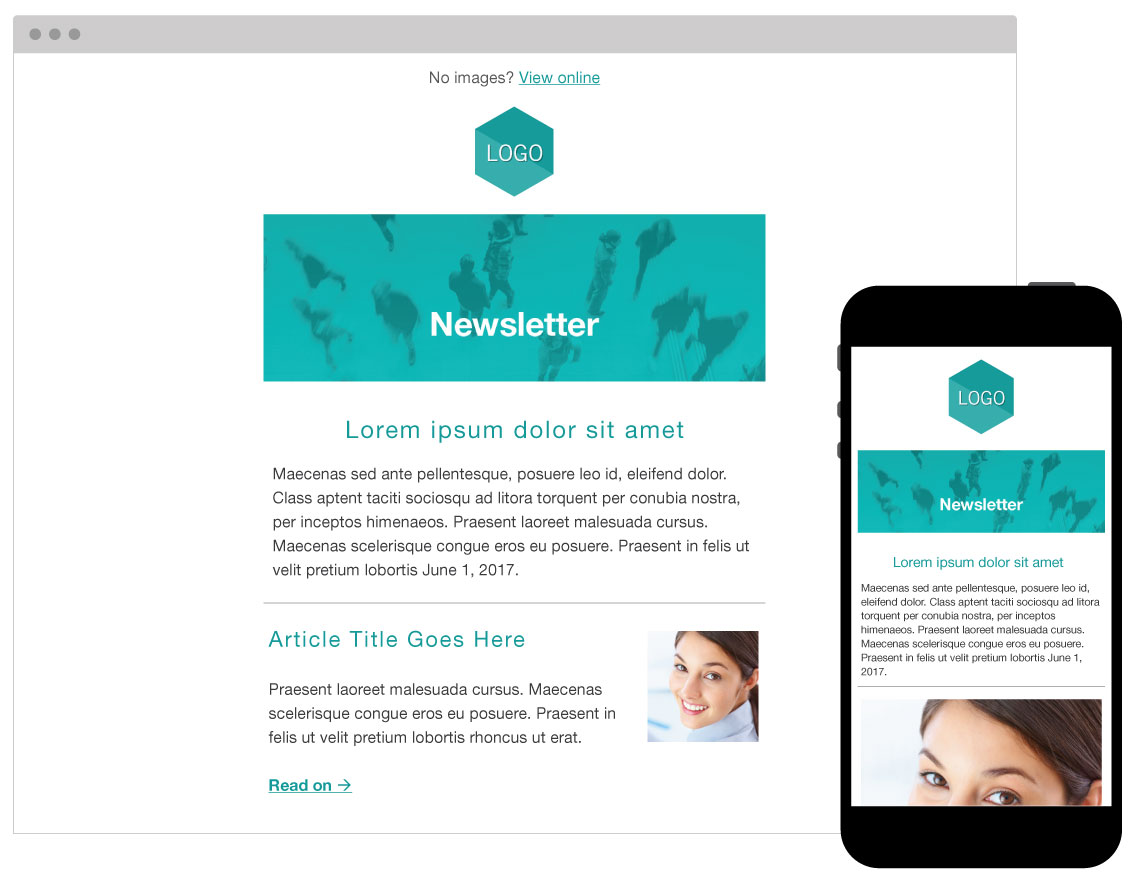 No images? View online
LOGO
Newsletter
Lorem ipsum dolor sit amet
Maecenas sed ante pellentesque, posuere leo id, eleifend dolor.
Class aptent taciti sociosqu ad litora torquent per conubia nostra,
per inceptos himenaeos. Praesent laoreet malesuada cursus.
Maecenas scelerisque congue eros eu posuere. Praesent in felis ut
velit pretium lobortis June 1, 2017.
Article Title Goes Here
Praesent laoreet malesuada cursus. Maecenas
scelerisque congue eros eu posuere. Praesent in
felis ut velit pretium lobortis rhoncus ut erat.
Read on →
LOGO
Newsletter
Lorem ipsum dolor sit amet
Maecenas sed ante pellentesque, posuere leo id,
eleifend dolor. Class aptent taciti sociosqu ad litora
torquent per conubia nostra, per inceptos
himenaeos. Praesent laoreet malesuada cursus.
Maecenas scelerisque congue eros eu posuere.
Praesent in felis ut velit pretium lobortis June 1,
2017.